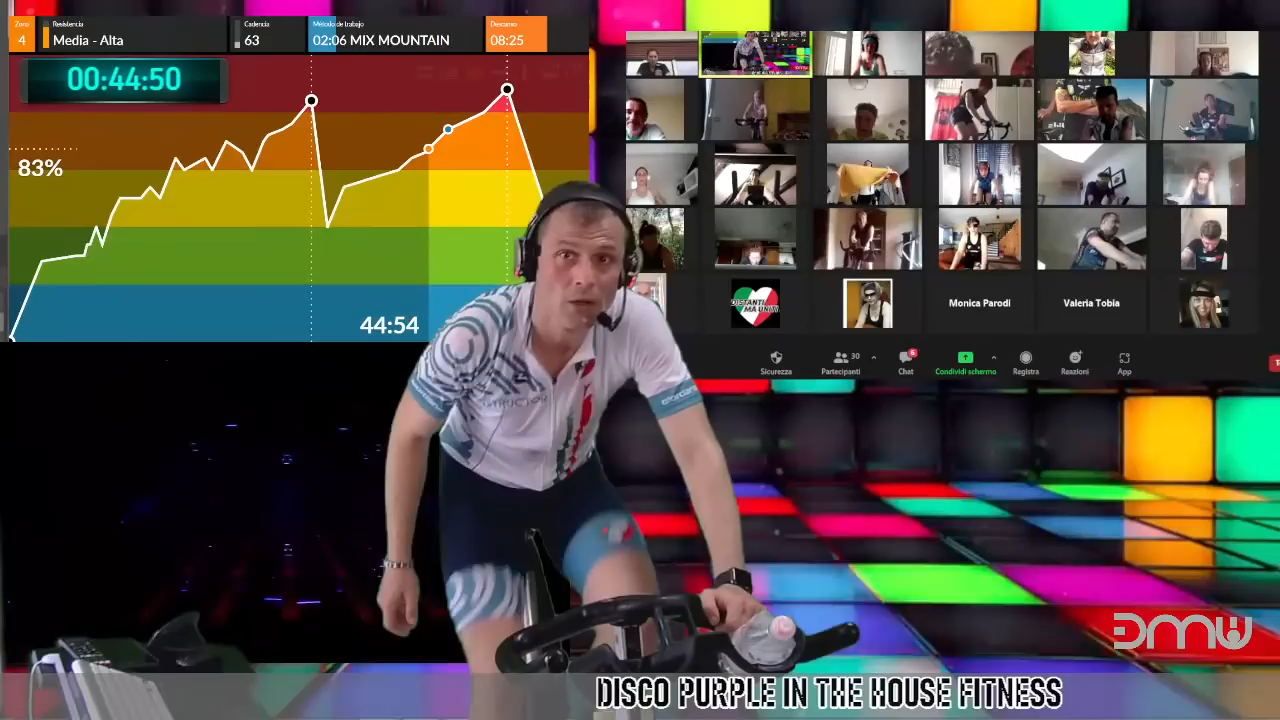 Zona
4
Resistencia
Media - Alta
Cadencia
63
Método de trabajo
02:06 MIX MOUNTAIN
Descanso
08:25
00:44:50
83%
44:54
DISTANTI
MA UNITI
Monica Parodi
Valeria Tobia
30
6
Sicurezza
Partecipanti
Chat
Condividi schermo
Registra
Reazioni
App
DMW
DISCO PURPLE IN THE HOUSE FITNESS